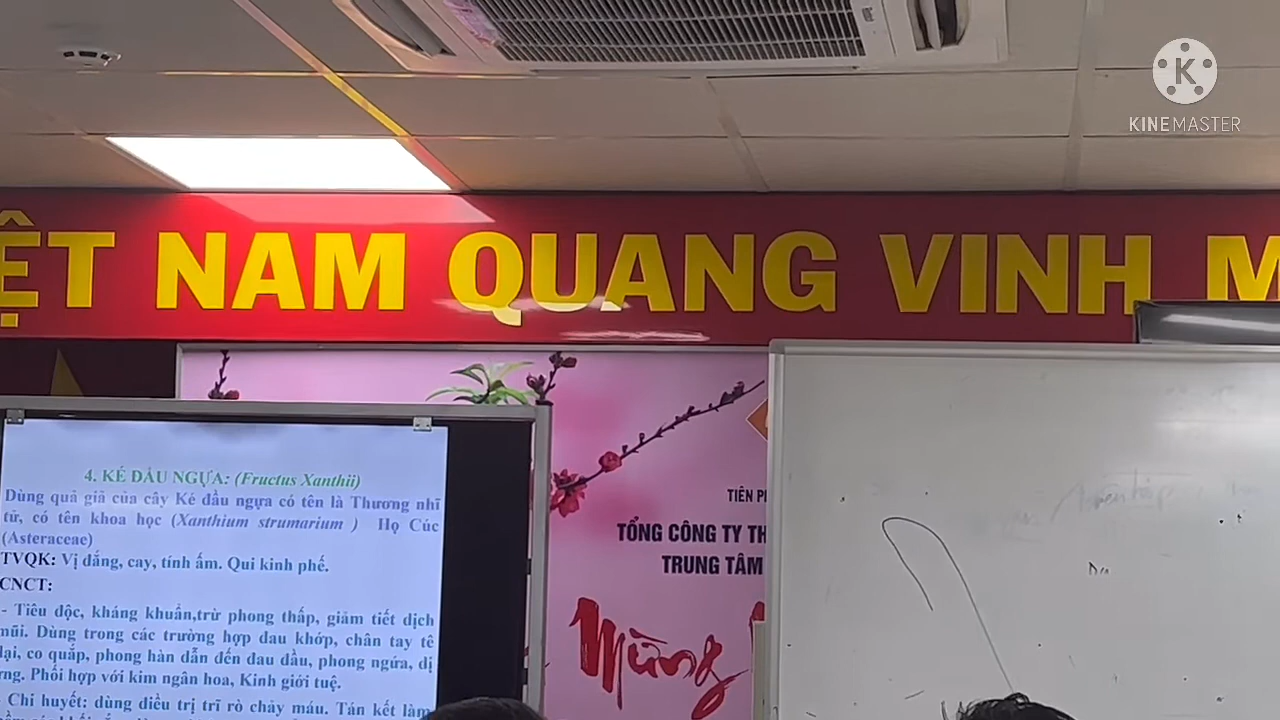 KINEMASTER
NAM QUANG VINH
4. KÉ ĐẦU NGỰA: (Fructus Xanthii)
Dùng quả già của cây Ké đầu ngựa có tên là Thương nhĩ
tử, có tên khoa học (Xanthium strumarium ) Họ Cúc
(Asteraceae)
TVQK: Vị đắng, cay, tính ấm. Qui kinh phế.
CNCT:
- Tiêu độc, kháng khuẩn,trừ phong thấp, giảm tiết dịch
mũi. Dùng trong các trường hợp đau khớp, chân tay tê
dại, co quắp, phong hàn dẫn đến đau đầu, phong ngứa, dị
ứng. Phối hợp với kim ngân hoa, Kinh giới tuệ.
- Chỉ huyết: dùng điều trị trĩ rò chảy máu. Tán kết làm
TIÊN
TỔNG CÔNG TY
TRUNG TÂM
Mừng